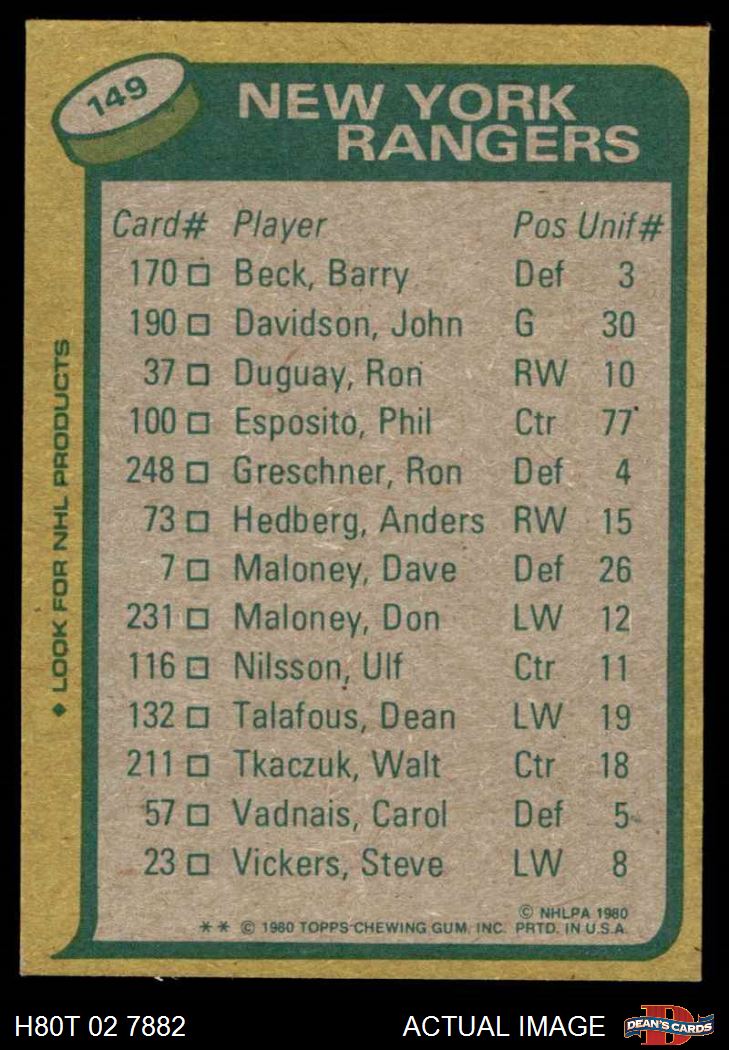 149
NEW YORK
RANGERS
Card# Player Pos Unif#
170 Beck, Barry Def 3
190 Davidson, John G 30
37 Duguay, Ron RW 10
100 Esposito, Phil Ctr 77
248 Greschner, Ron Def 4
73 Hedberg, Anders RW 15
7 Maloney, Dave Def 26
231 Maloney, Don LW 12
116 Nilsson, Ulf Ctr 11
132 Talafous, Dean LW 19
211 Tkaczuk, Walt Ctr 18
57 Vadnais, Carol Def 5
23 Vickers, Steve LW 8
© NHLPA 1980
** © 1980 TOPPS CHEWING GUM, INC. PRTD. IN U.S.A.
◆ LOOK FOR NHL PRODUCTS
H80T 02 7882 ACTUAL IMAGE
D
DEAN'S CARDS